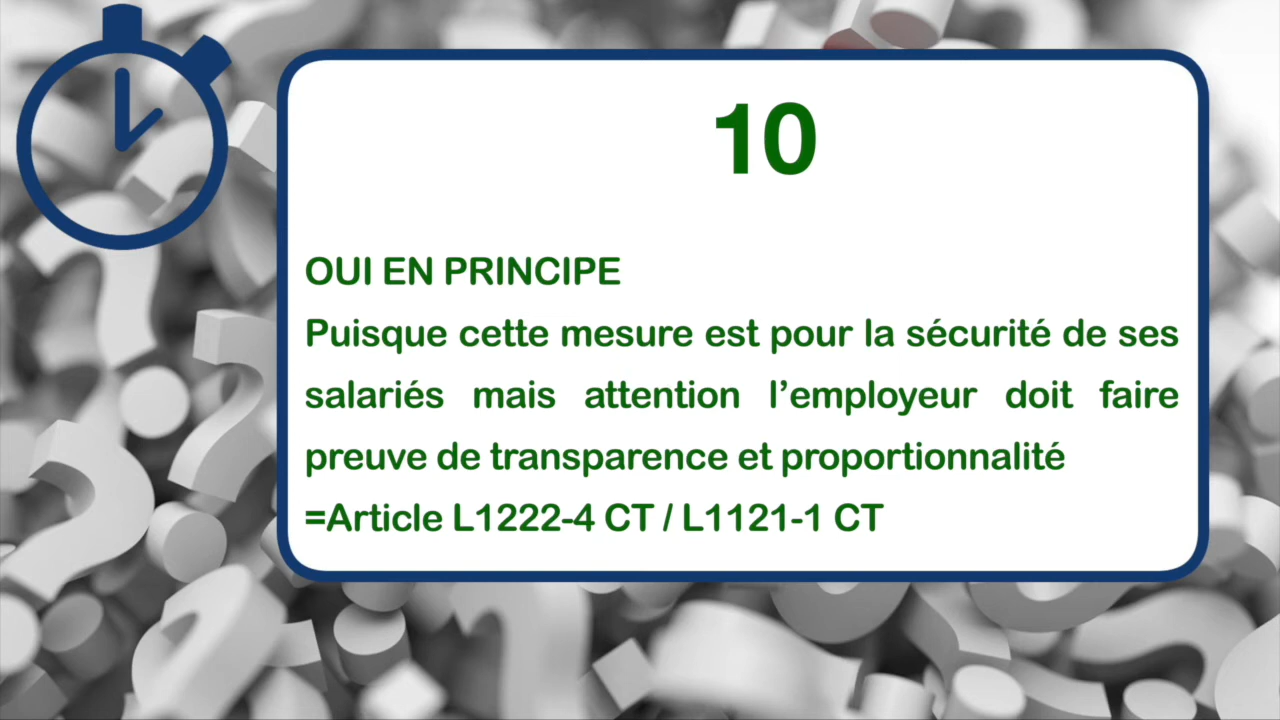 10
OUI EN PRINCIPE
Puisque cette mesure est pour la sécurité de ses
salariés mais attention l’employeur doit faire
preuve de transparence et proportionnalité
=Article L1222-4 CT / L1121-1 CT